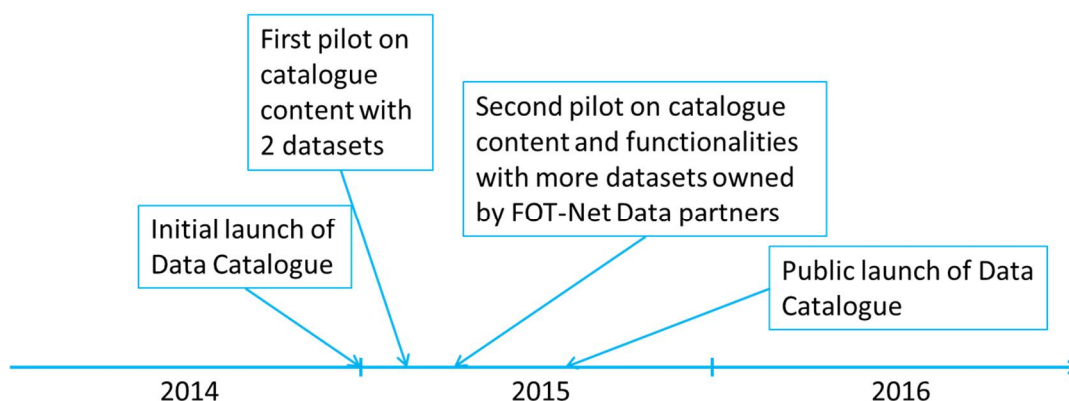 First pilot on
catalogue
content with
2 datasets
Second pilot on catalogue
content and functionalities
with more datasets owned
by FOT-Net Data partners
Initial launch of
Data Catalogue
Public launch of Data
Catalogue
2014
2015
2016